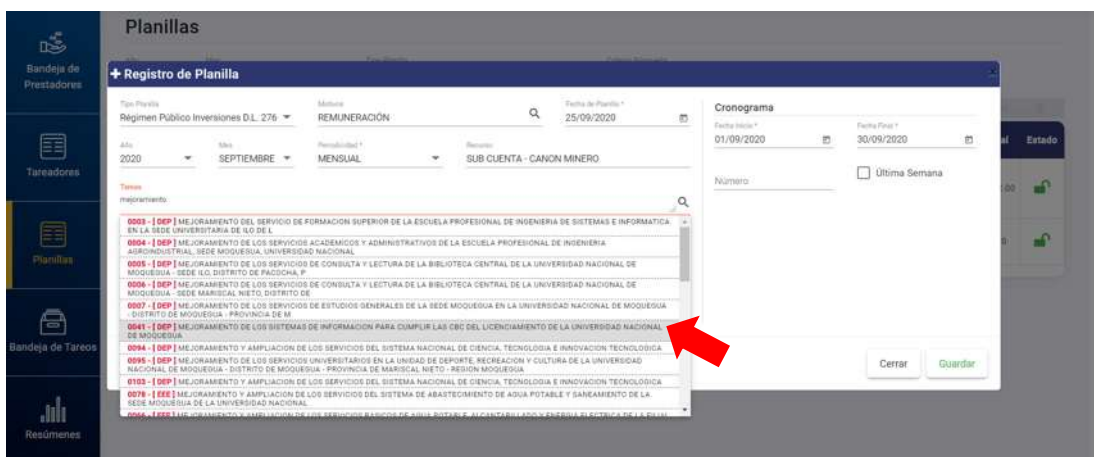 Planillas
Bandeja de
Prestadores
Tareadores
Planillas
Bandeja de Tareos
Resúmenes
+ Registro de Planilla
Tipo Planilla
Régimen Público Inversiones D.L. 276
Motivo
REMUNERACIÓN
Fecha de Planilla *
25/09/2020
Año
2020
Mes
SEPTIEMBRE
Periodicidad *
MENSUAL
Recurso
SUB CUENTA - CANON MINERO
Tareas
mejoramiento
0003 - [ DEP ] MEJORAMIENTO DEL SERVICIO DE FORMACION SUPERIOR DE LA ESCUELA PROFESIONAL DE INGENIERIA DE SISTEMAS E INFORMATICA
EN LA SEDE UNIVERSITARIA DE ILO DE L
0004 - [ DEP ] MEJORAMIENTO DE LOS SERVICIOS ACADEMICOS Y ADMINISTRATIVOS DE LA ESCUELA PROFESIONAL DE INGENIERIA
AGROINDUSTRIAL, SEDE MOQUEGUA, UNIVERSIDAD NACIONAL
0005 - [ DEP ] MEJORAMIENTO DE LOS SERVICIOS DE CONSULTA Y LECTURA DE LA BIBLIOTECA CENTRAL DE LA UNIVERSIDAD NACIONAL DE
MOQUEGUA - SEDE ILO, DISTRITO DE PACOCHA, P
0006 - [ DEP ] MEJORAMIENTO DE LOS SERVICIOS DE CONSULTA Y LECTURA DE LA BIBLIOTECA CENTRAL DE LA UNIVERSIDAD NACIONAL DE
MOQUEGUA - SEDE MARISCAL NIETO, DISTRITO DE
0007 - [ DEP ] MEJORAMIENTO DE LOS SERVICIOS DE ESTUDIOS GENERALES DE LA SEDE MOQUEGUA EN LA UNIVERSIDAD NACIONAL DE MOQUEGUA
- DISTRITO DE MOQUEGUA - PROVINCIA DE M
0041 - [ DEP ] MEJORAMIENTO DE LOS SISTEMAS DE INFORMACION PARA CUMPLIR LAS CBC DEL LICENCIAMIENTO DE LA UNIVERSIDAD NACIONAL
DE MOQUEGUA
0094 - [ DEP ] MEJORAMIENTO Y AMPLIACION DE LOS SERVICIOS DEL SISTEMA NACIONAL DE CIENCIA, TECNOLOGIA E INNOVACION TECNOLOGICA
0095 - [ DEP ] MEJORAMIENTO DE LOS SERVICIOS UNIVERSITARIOS EN LA UNIDAD DE DEPORTE, RECREACION Y CULTURA DE LA UNIVERSIDAD
NACIONAL DE MOQUEGUA - DISTRITO DE MOQUEGUA - PROVINCIA DE MARISCAL NIETO - REGION MOQUEGUA
0103 - [ DEP ] MEJORAMIENTO Y AMPLIACION DE LOS SERVICIOS DEL SISTEMA NACIONAL DE CIENCIA, TECNOLOGIA E INNOVACION TECNOLOGICA
0078 - [ EEE ] MEJORAMIENTO Y AMPLIACION DE LOS SERVICIOS DEL SISTEMA DE ABASTECIMIENTO DE AGUA POTABLE Y SANEAMIENTO DE LA
SEDE MOQUEGUA DE LA UNIVERSIDAD NACIONAL
Cronograma
Fecha Inicio *
01/09/2020
Fecha Final *
30/09/2020
Número
Última Semana
Cerrar
Guardar
Estado